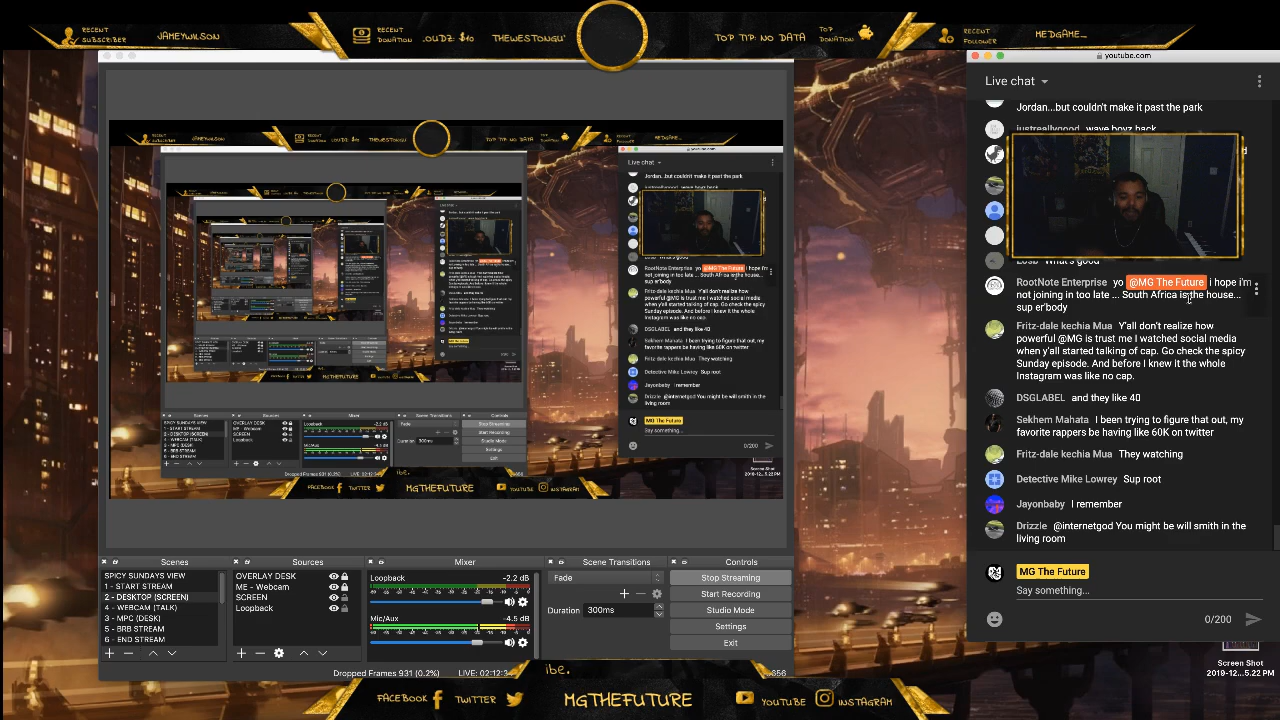 RECENT
SUBSCRIBER
JAMEYWILSON
RECENT
DONATION
.OUDZ: $10
THEWESTONGU'
TOP TIP: NO DATA
TOP
DONATION
RECENT
FOLLOWER
MEDGAME_
youtube.com
Live chat
Jordan...but couldn't make it past the park
justreallygood wave boyz back
What's good
RootNote Enterprise yo @MG The Future i hope i'm
not joining in too late ... South Africa is the house...
sup er'body
Fritz-dale kechia Mua Y'all don't realize how
powerful @MG is trust me I watched social media
when y'all started talking of cap. Go check the spicy
Sunday episode. And before I knew it the whole
Instagram was like no cap.
DSGLABEL and they like 40
Sekhem Mahata I been trying to figure that out, my
favorite rappers be having like 60K on twitter
Fritz-dale kechia Mua They watching
Detective Mike Lowrey Sup root
Jayonbaby I remember
Drizzle @internetgod You might be will smith in the
living room
MG The Future
Say something...
0/200
Screen Shot
2019-12...5.22 PM
Scenes
SPICY SUNDAYS VIEW
1 - START STREAM
2 - DESKTOP (SCREEN)
4 - WEBCAM (TALK)
3 - MPC (DESK)
5 - BRB STREAM
6 - END STREAM
Sources
OVERLAY DESK
ME - Webcam
SCREEN
Loopback
Mixer
Loopback -2.2 dB
Mic/Aux -4.5 dB
Scene Transitions
Fade
Duration 300ms
Controls
Stop Streaming
Start Recording
Studio Mode
Settings
Exit
Dropped Frames 931 (0.2%)
LIVE: 02:12:3
ibe.
FACEBOOK
TWITTER
MGTHEFUTURE
YOUTUBE
INSTAGRAM